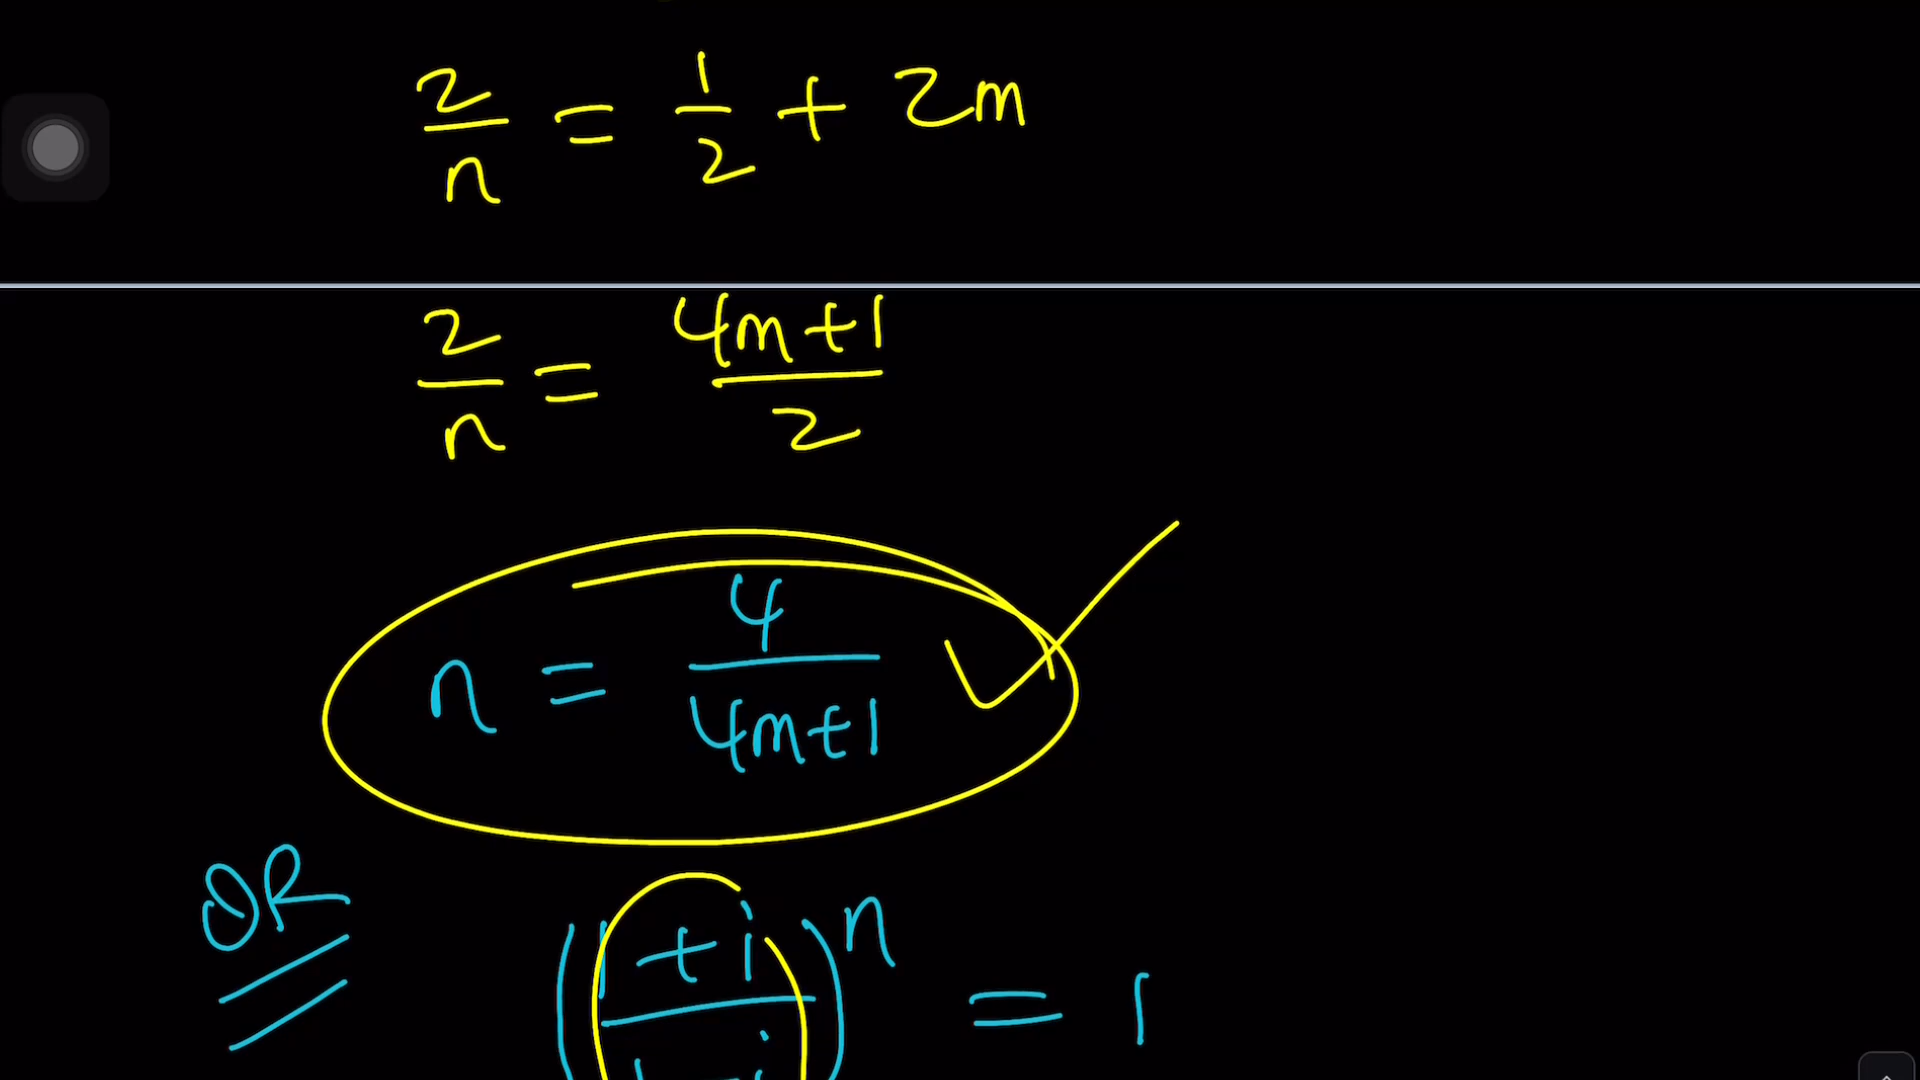 2/n = 1/2 + 2m
2/n = (4m+1)/2
n = 4/(4m+1) ✓
OR
((1+i)/(1-i))^n = 1